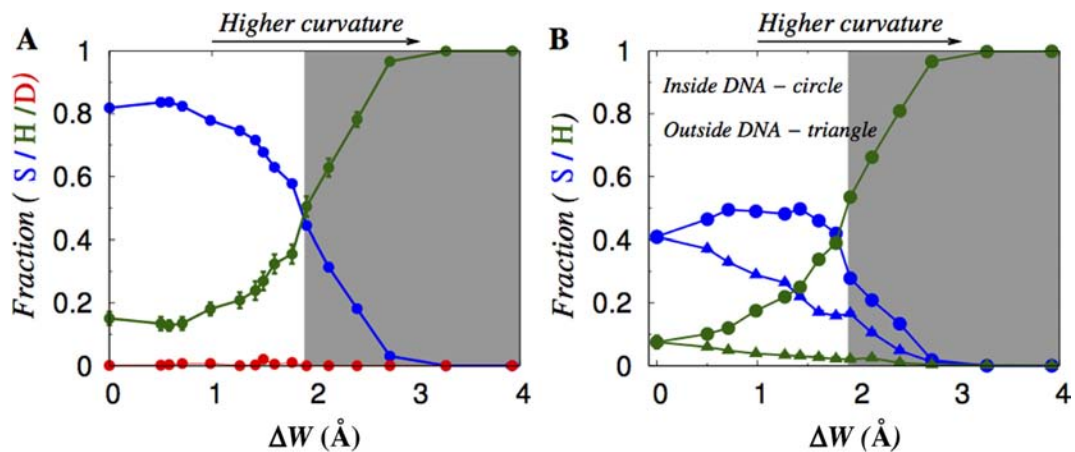 A
Higher curvature
1
0.8
0.6
0.4
0.2
0
Fraction ( S / H / D )
0 1 2 3 4
ΔW (Å)
B
Higher curvature
Inside DNA – circle
Outside DNA – triangle
1
0.8
0.6
0.4
0.2
0
Fraction ( S / H )
0 1 2 3 4
ΔW (Å)